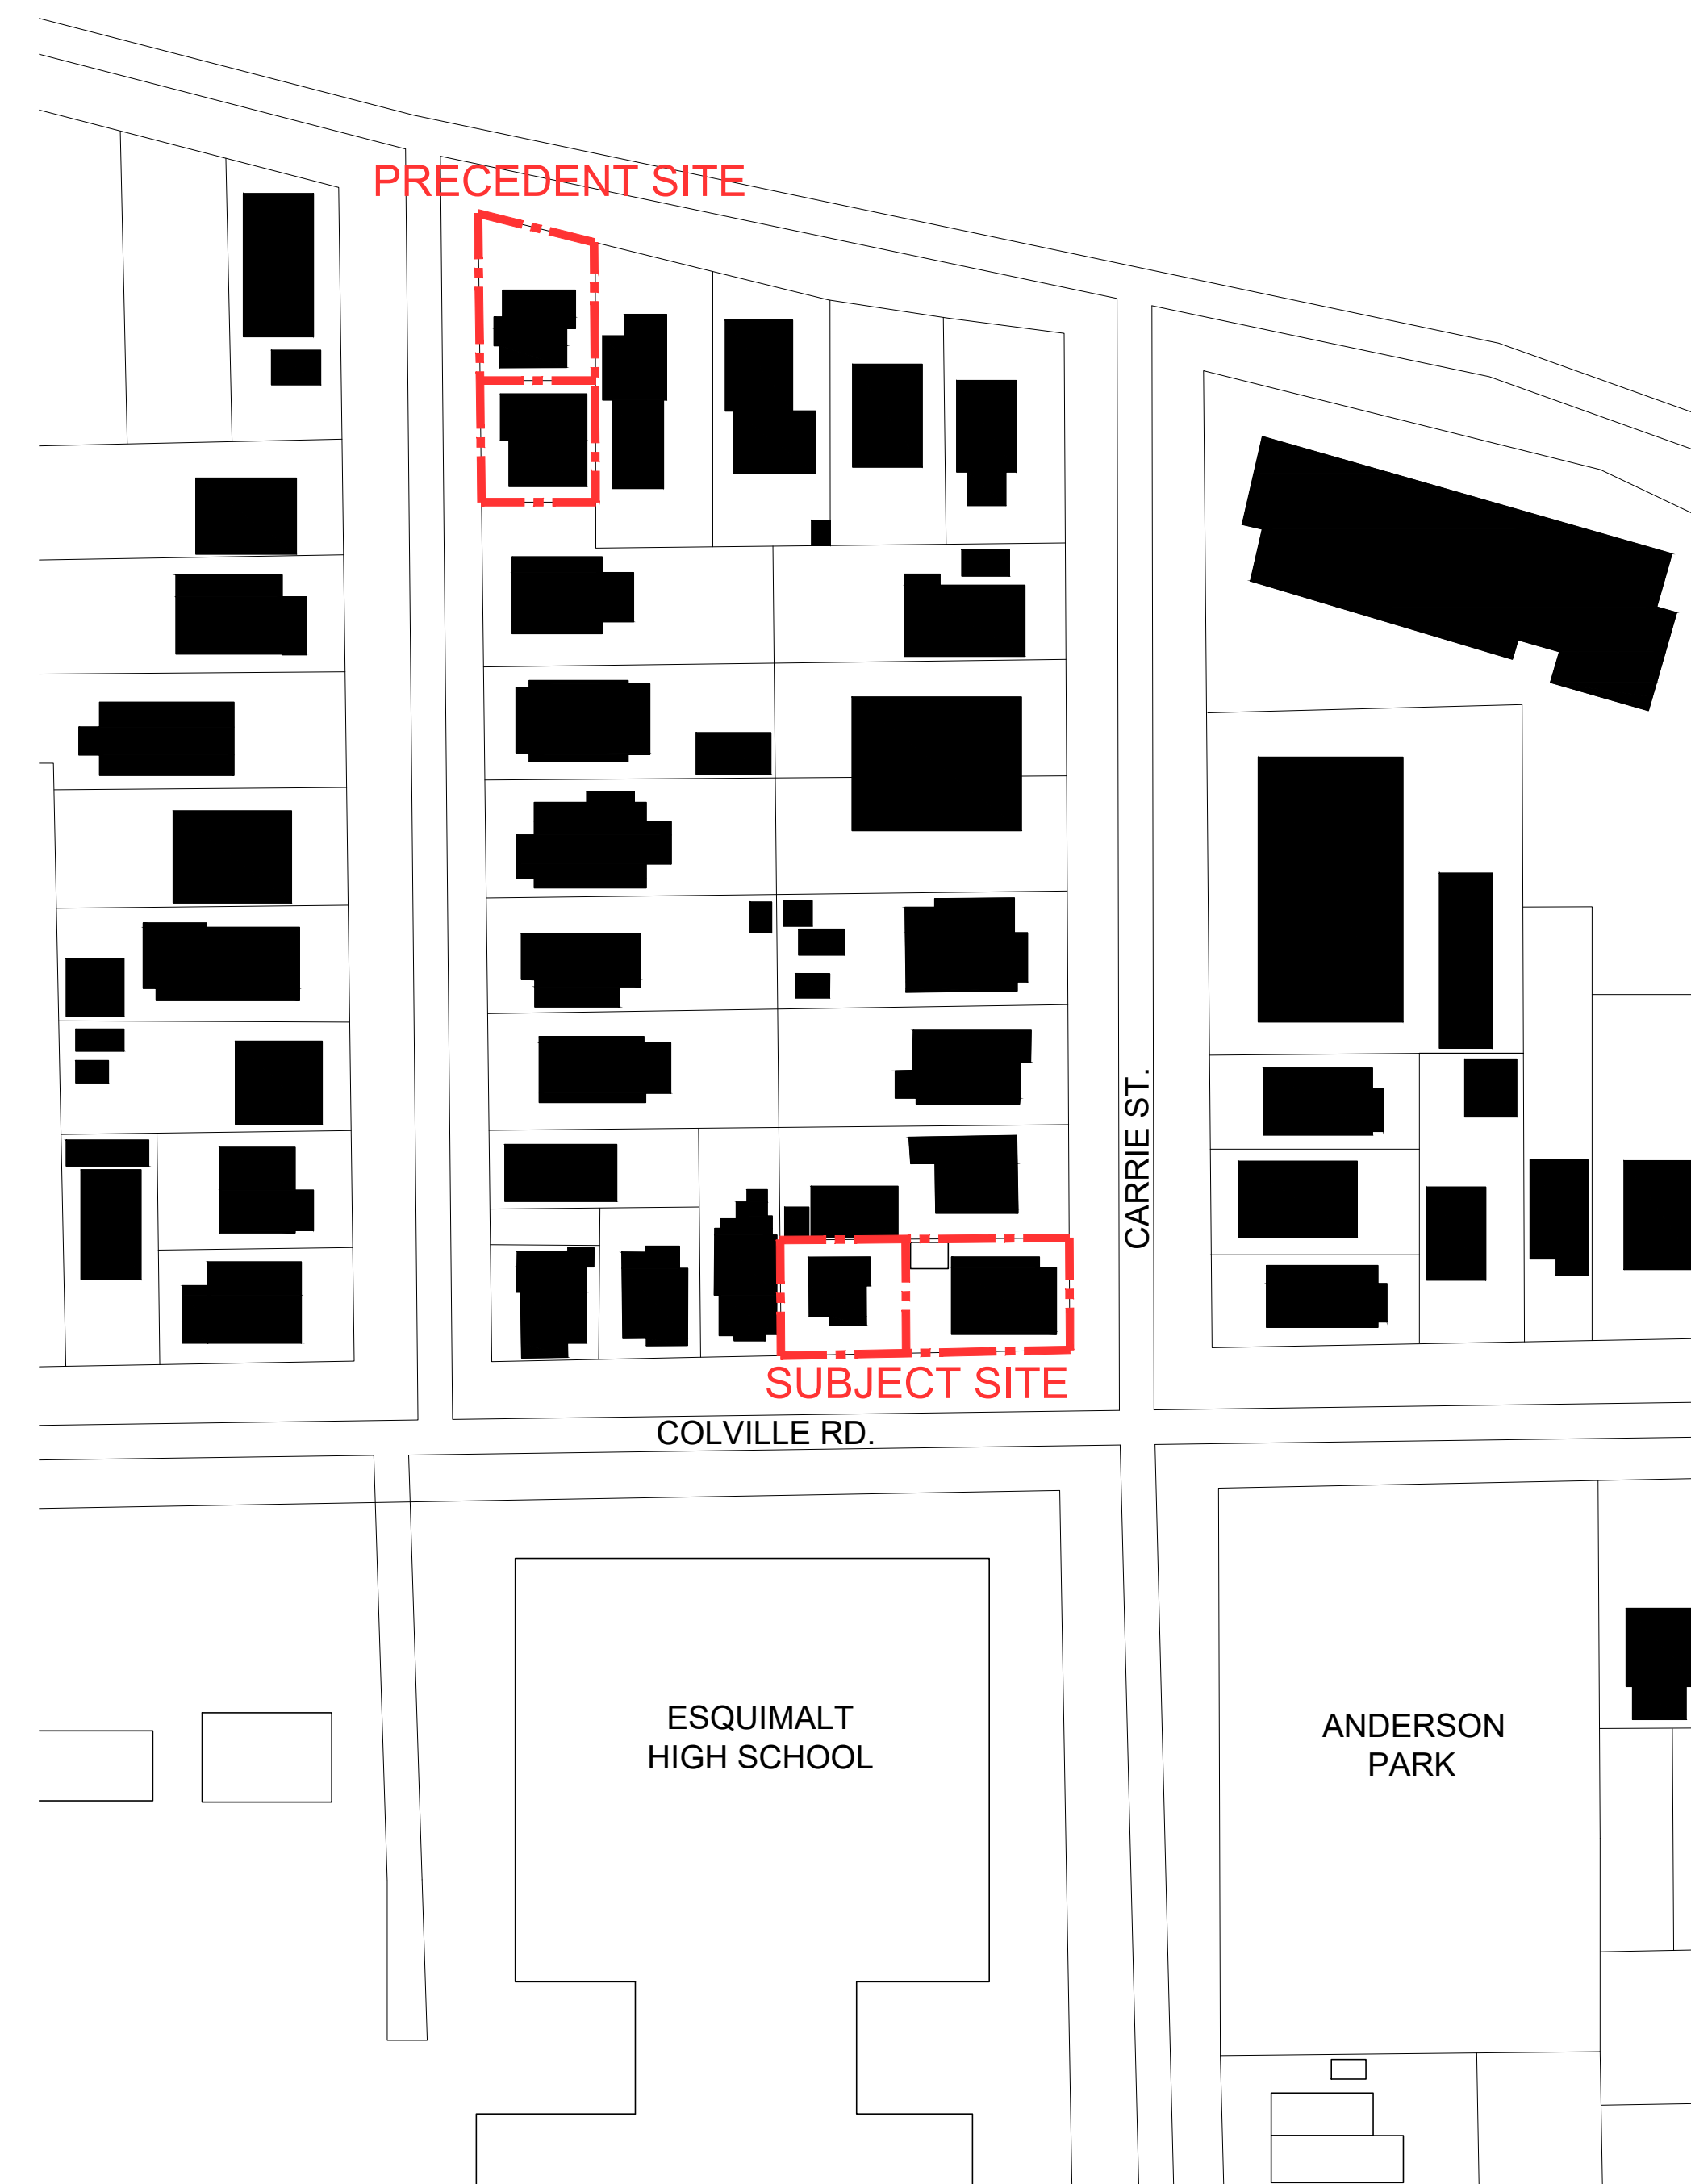 PRECEDENT SITE
CARRIE ST.
SUBJECT SITE
COLVILLE RD.
ESQUIMALT
HIGH SCHOOL
ANDERSON
PARK